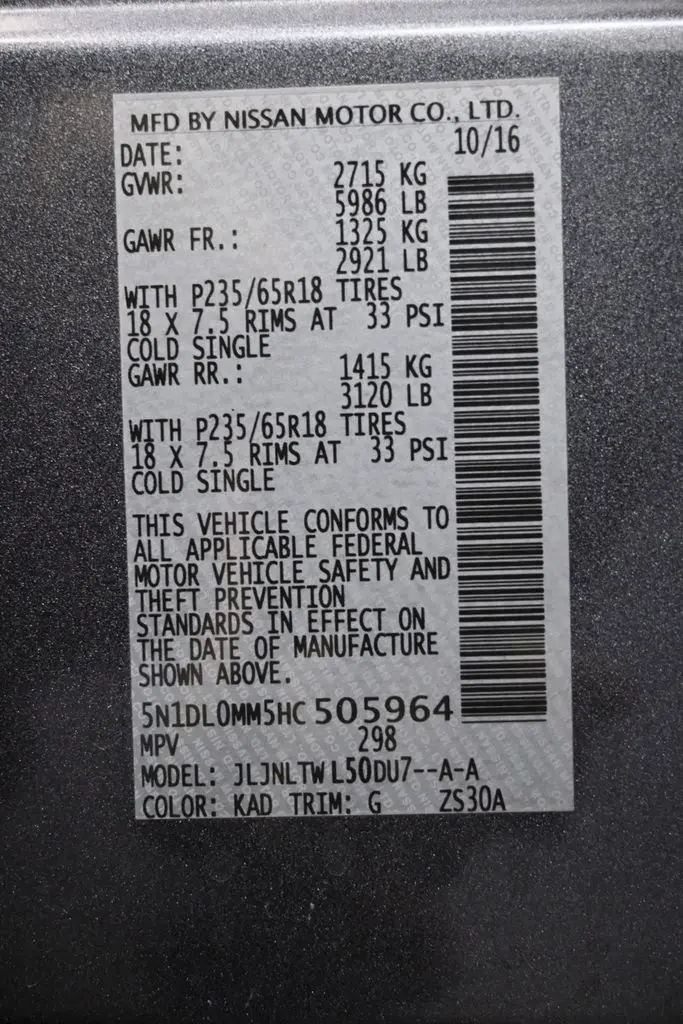 MFD BY NISSAN MOTOR CO., LTD.
DATE: 10/16
GVWR: 2715 KG
5986 LB
GAWR FR.: 1325 KG
2921 LB
WITH P235/65R18 TIRES
18 X 7.5 RIMS AT 33 PSI
COLD SINGLE
GAWR RR.: 1415 KG
3120 LB
WITH P235/65R18 TIRES
18 X 7.5 RIMS AT 33 PSI
COLD SINGLE
THIS VEHICLE CONFORMS TO
ALL APPLICABLE FEDERAL
MOTOR VEHICLE SAFETY AND
THEFT PREVENTION
STANDARDS IN EFFECT ON
THE DATE OF MANUFACTURE
SHOWN ABOVE.
5N1DL0MM5HC 505964
MPV 298
MODEL: JLJNLTWL50DU7--A-A
COLOR: KAD TRIM: G ZS30A